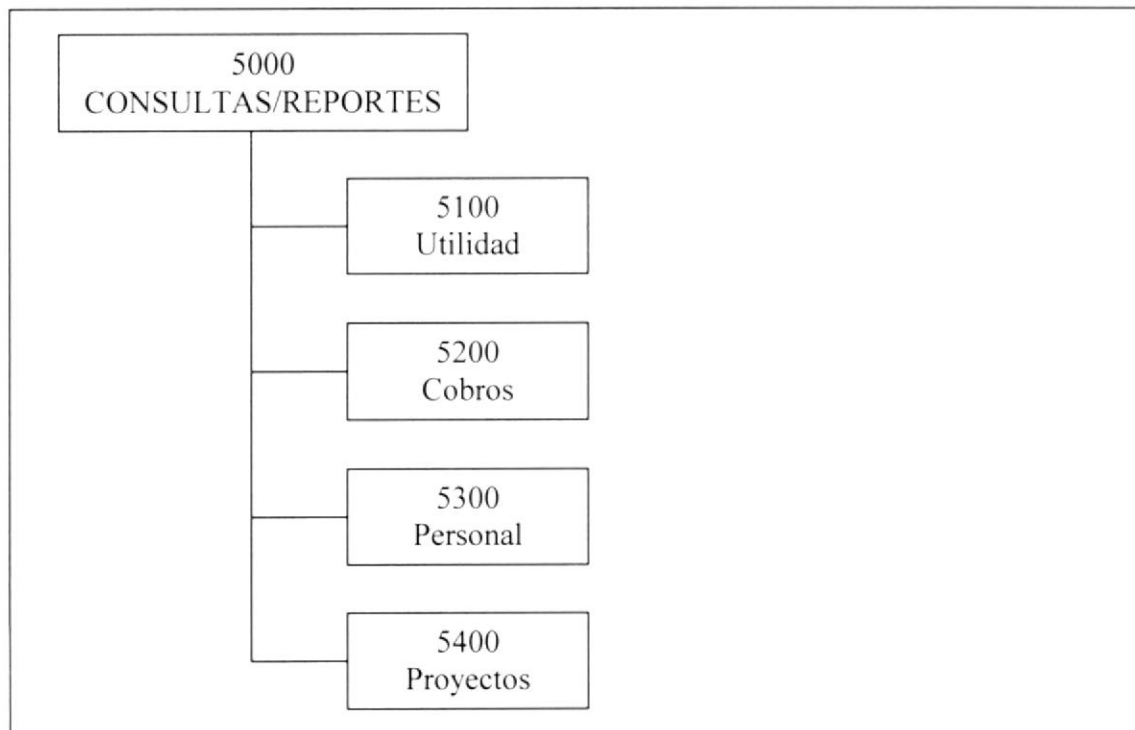 5000
CONSULTAS/REPORTES
5100
Utilidad
5200
Cobros
5300
Personal
5400
Proyectos